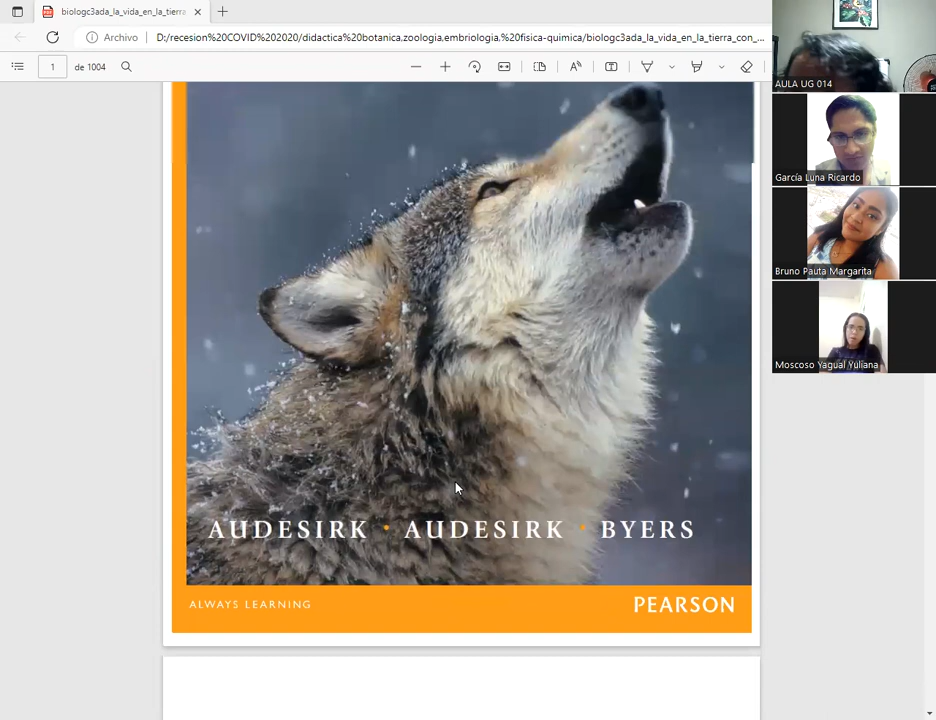 biologc3ada_la_vida_en_la_tierra
Archivo
D:/recesion%20COVID%202020/didactica%20botanica,zoologia,embriologia,%20fisica-quimica/biologc3ada_la_vida_en_la_tierra_con_...
1
de 1004
AUDESIRK • AUDESIRK • BYERS
ALWAYS LEARNING
PEARSON
AULA UG 014
García Luna Ricardo
Bruno Pauta Margarita
Moscoso Yagual Yuliana